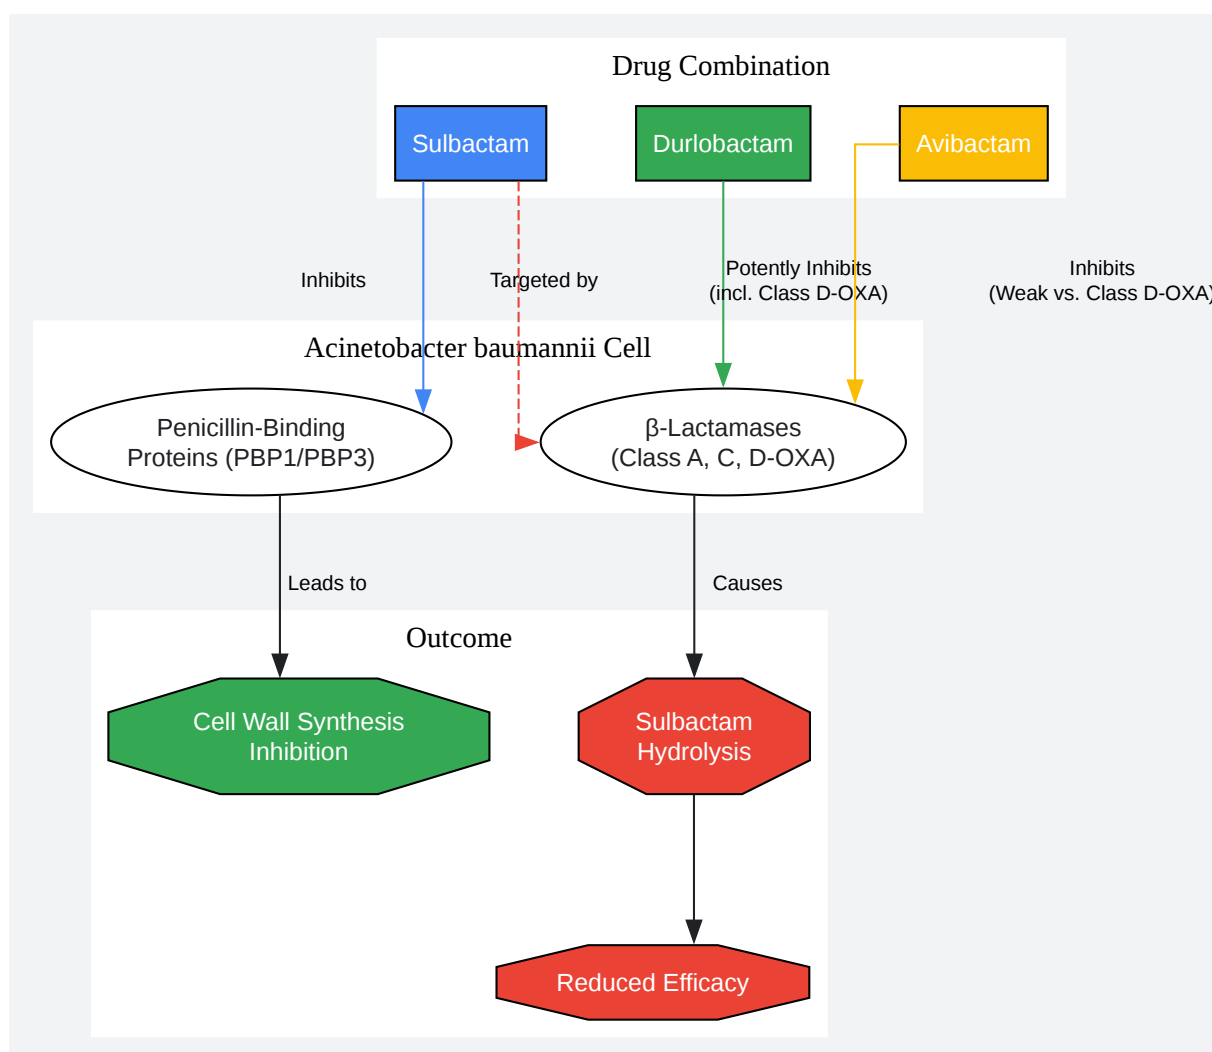 Drug Combination
Sulbactam
Durlobactam
Avibactam
Inhibits
Targeted by
Potently Inhibits
(incl. Class D-OXA)
Inhibits
(Weak vs. Class D-OXA)
Acinetobacter baumannii Cell
Penicillin-Binding
Proteins (PBP1/PBP3)
β-Lactamases
(Class A, C, D-OXA)
Leads to
Causes
Outcome
Cell Wall Synthesis
Inhibition
Sulbactam
Hydrolysis
Reduced Efficacy